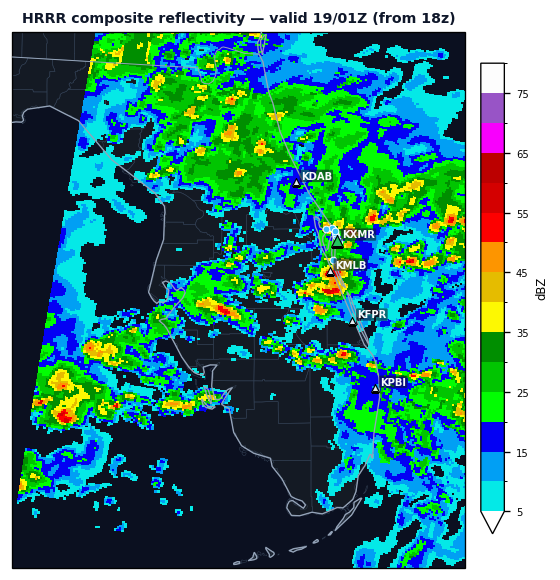 HRRR composite reflectivity — valid 19/01Z (from 18z)
KDAB
KXMR
KMLB
KFPR
KPBI
75
65
55
45
35
25
15
5
dBZ